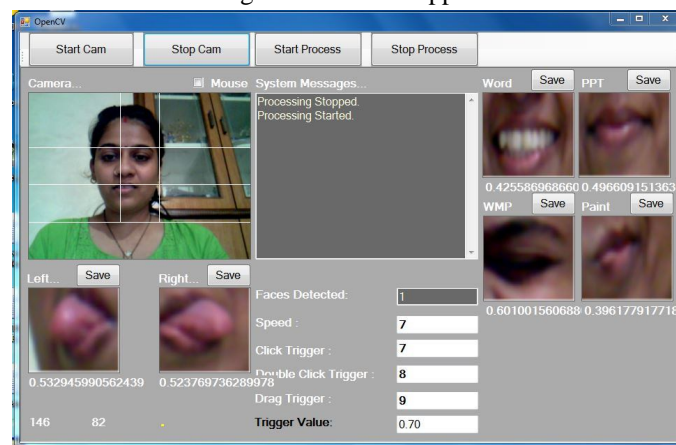 OpenCV
Start Cam
Stop Cam
Start Process
Stop Process
Camera...
Mouse
System Messages...
Processing Stopped.
Processing Started.
Word
Save
PPT
Save
0.425586968660
0.496609151363
WMP
Save
Paint
Save
0.601001560688
0.396177917718
Left...
Save
Right...
Save
0.532945990562439
0.523769736289978
Faces Detected:
1
Speed :
7
Click Trigger :
7
Double Click Trigger :
8
Drag Trigger :
9
Trigger Value:
0.70
146
82